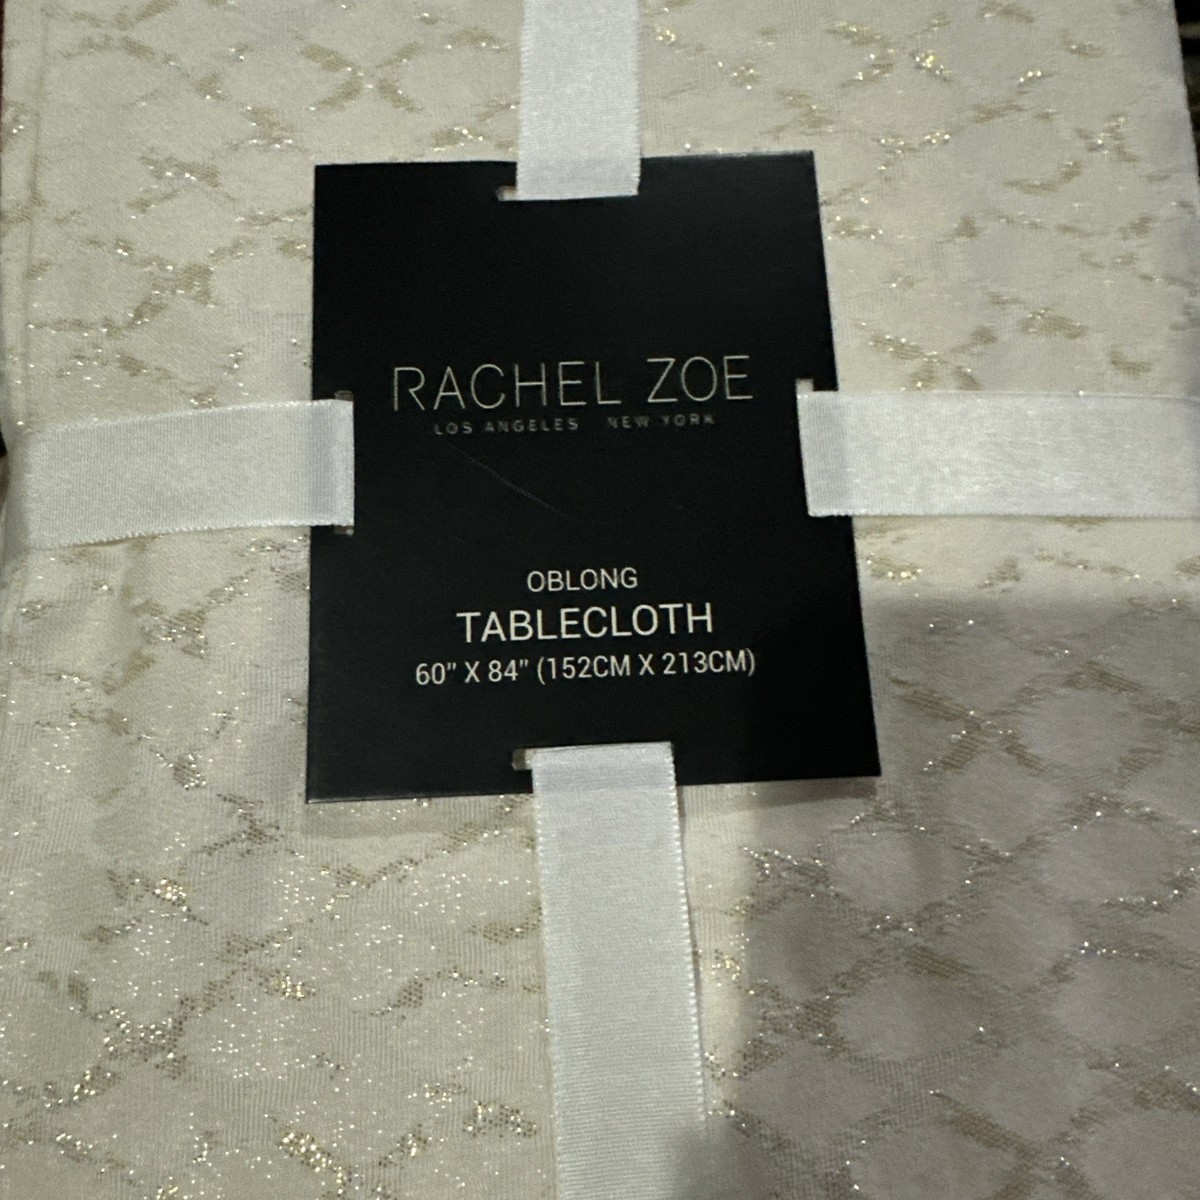 RACHEL ZOE
LOS ANGELES NEW YORK
OBLONG
TABLECLOTH
60" X 84" (152CM X 213CM)